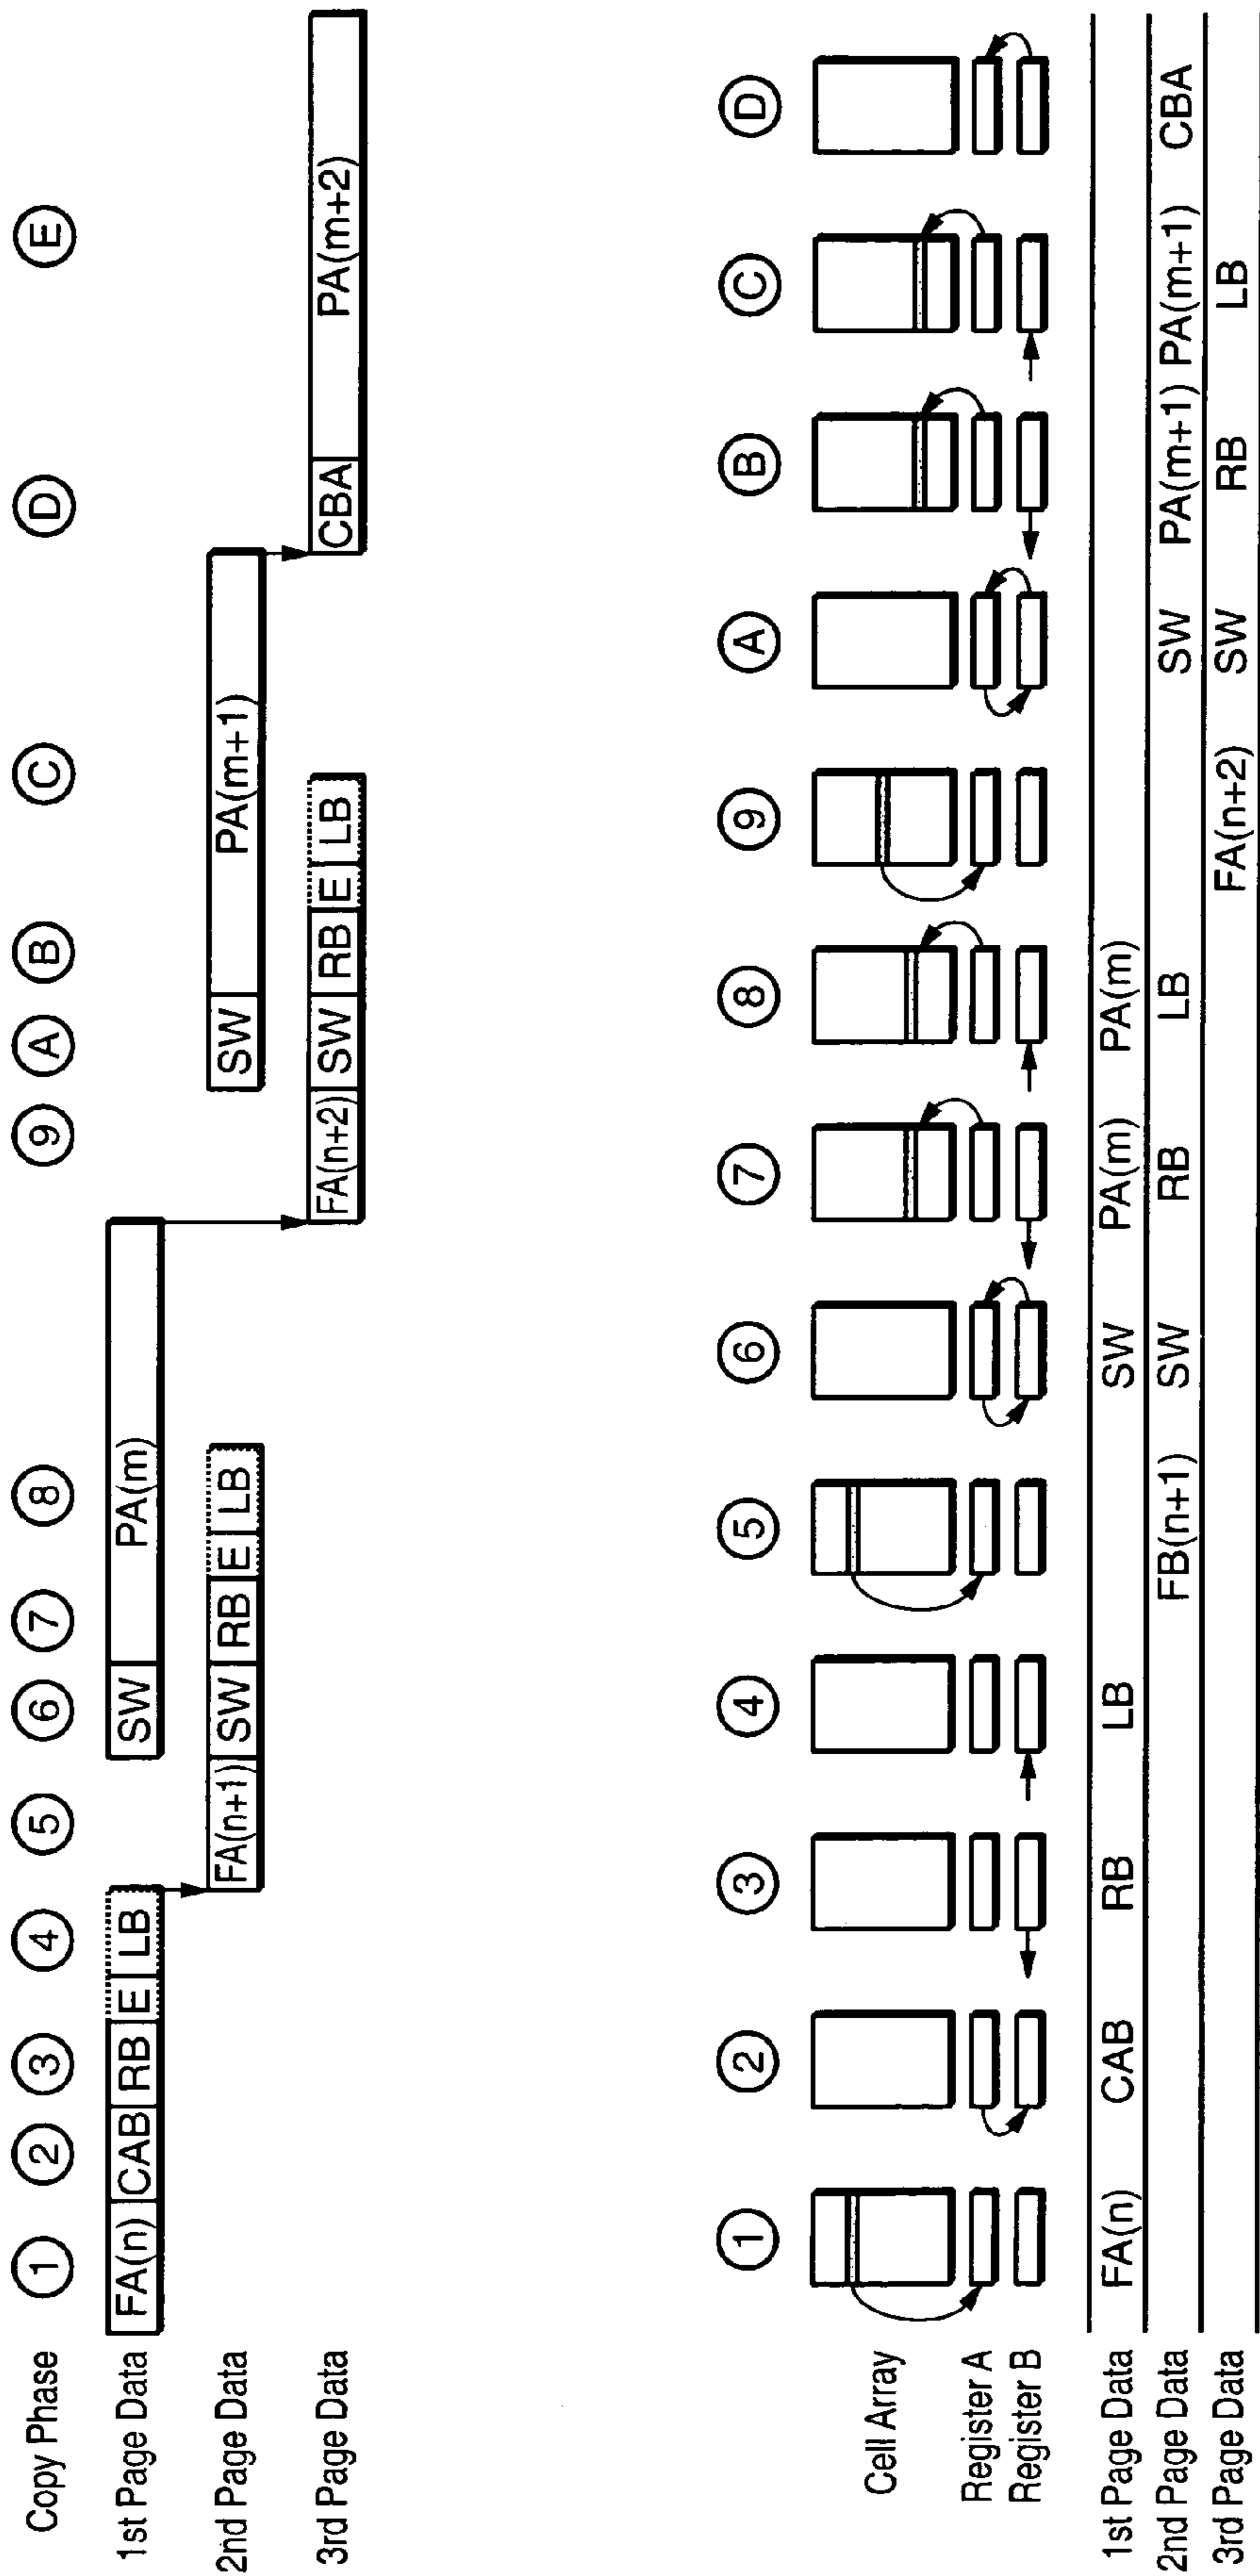 Copy Phase 1 2 3 4 5 6 7 8 9 A B C D E
1st Page Data FA(n) CAB RB E LB SW PA(m)
2nd Page Data FA(n+1) SW RB E LB SW PA(m+1)
3rd Page Data FA(n+2) SW RB E LB CBA PA(m+2)
1 2 3 4 5 6 7 8 9 A B C D
Cell Array
Register A
Register B
1st Page Data FA(n) CAB RB LB SW PA(m) PA(m)
2nd Page Data FB(n+1) SW RB LB SW PA(m+1) PA(m+1) CBA
3rd Page Data FA(n+2) SW RB LB